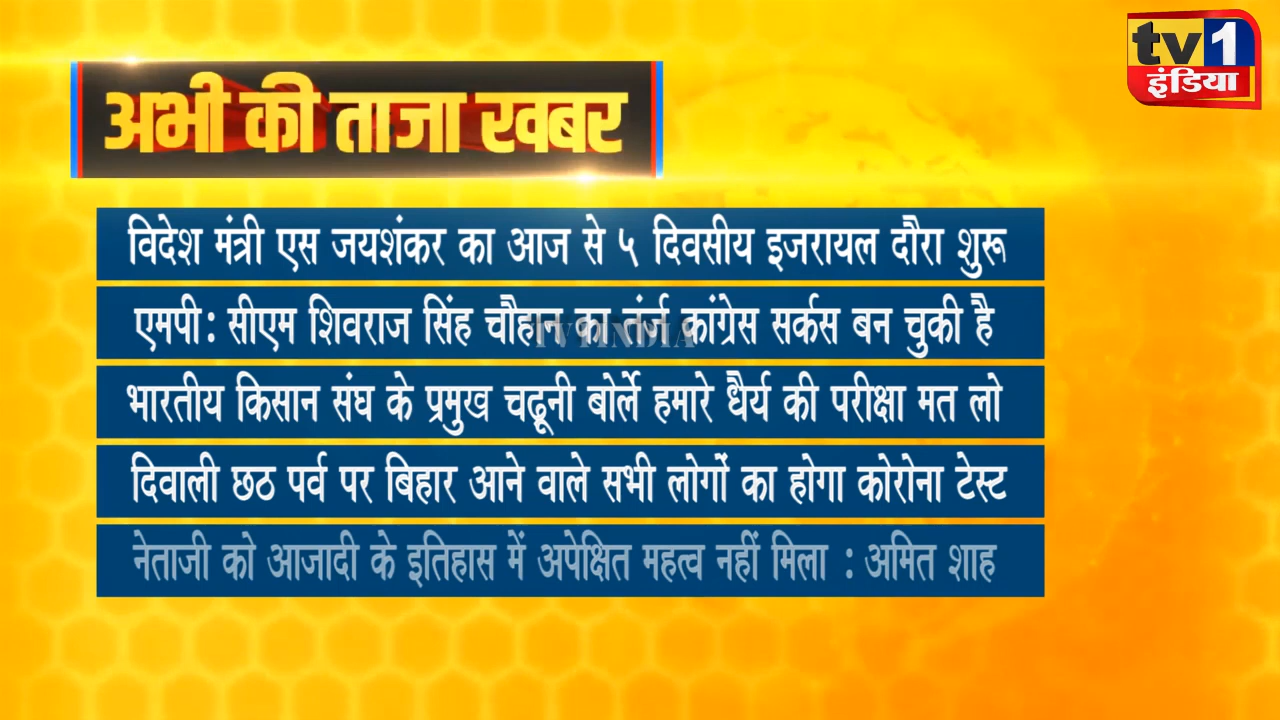 tv1
इंडिया
अभी की ताजा खबर
विदेश मंत्री एस जयशंकर का आज से ५ दिवसीय इजरायल दौरा शुरू
एमपी: सीएम शिवराज सिंह चौहान का तंर्ज कांग्रेस सर्कस बन चुकी है
TV1INDIA
भारतीय किसान संघ के प्रमुख चढूनी बोर्ले हमारे धैर्य की परीक्षा मत लो
दिवाली छठ पर्व पर बिहार आने वाले सभी लोर्गो का होगा कोरोना टेस्ट
नेताजी को आजादी के इतिहास में अपेक्षित महत्व नहीं मिला : अमित शाह